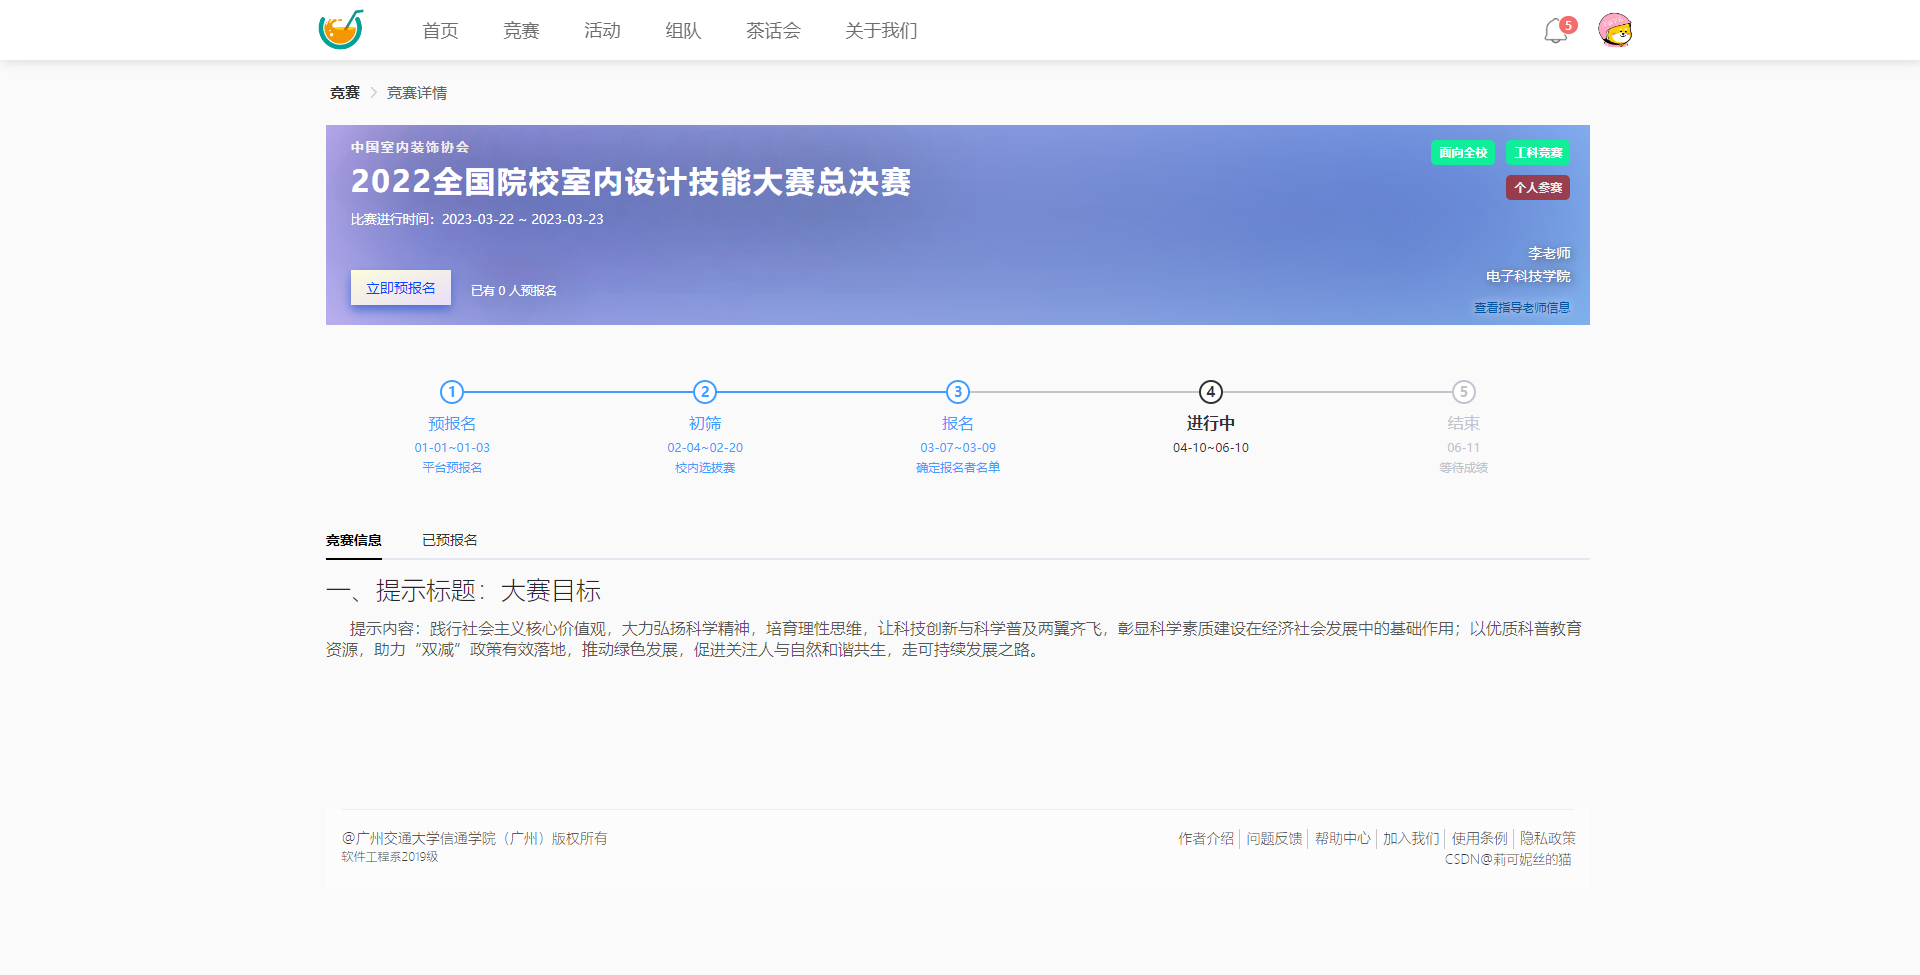 首页 竞赛 活动 组队 茶话会 关于我们 5
竞赛 > 竞赛详情
中国室内装饰协会
2022全国院校室内设计技能大赛总决赛
比赛进行时间：2023-03-22 ~ 2023-03-23
面向全校 工科竞赛
个人参赛
李老师
电子科技学院
查看指导老师信息
立即预报名 已有 0 人预报名
1 2 3 4 5
预报名 初筛 报名 进行中 结束
01-01~01-03 02-04~02-20 03-07~03-09 04-10~06-10 06-11
平台预报名 校内选拔赛 确定报名者名单 等待成绩
竞赛信息 已预报名
一、提示标题：大赛目标
提示内容：践行社会主义核心价值观，大力弘扬科学精神，培育理性思维，让科技创新与科学普及两翼齐飞，彰显科学素质建设在经济社会发展中的基础作用；以优质科普教育
资源，助力“双减”政策有效落地，推动绿色发展，促进关注人与自然和谐共生，走可持续发展之路。
@广州交通大学信通学院（广州）版权所有
软件工程系2019级
作者介绍 问题反馈 帮助中心 加入我们 使用条例 隐私政策
CSDN@莉可妮丝的猫